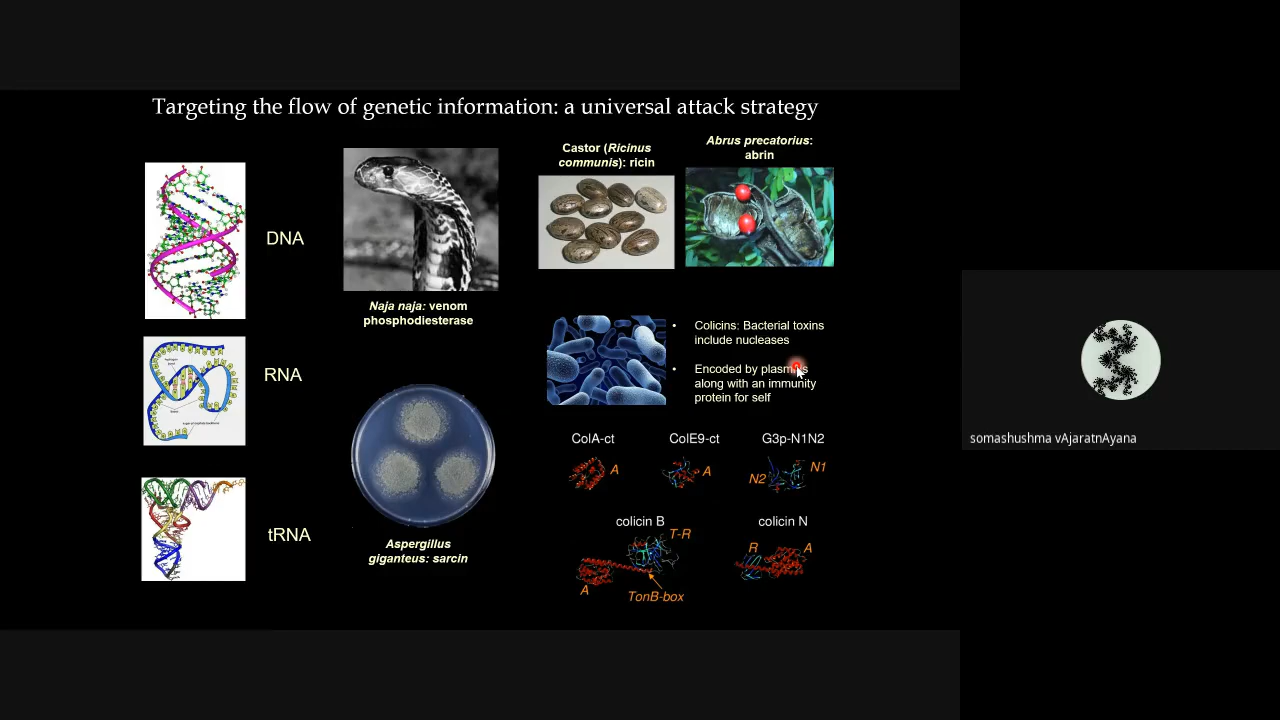 Targeting the flow of genetic information: a universal attack strategy
DNA
RNA
tRNA
Naja naja: venom
phosphodiesterase
Aspergillus
giganteus: sarcin
Castor (Ricinus
communis): ricin
Abrus precatorius:
abrin
• Colicins: Bacterial toxins
include nucleases
• Encoded by plasmids
along with an immunity
protein for self
ColA-ct
A
ColE9-ct
A
G3p-N1N2
N2
N1
colicin B
T-R
A
TonB-box
colicin N
R
A
somashushma vAjaratnAyana